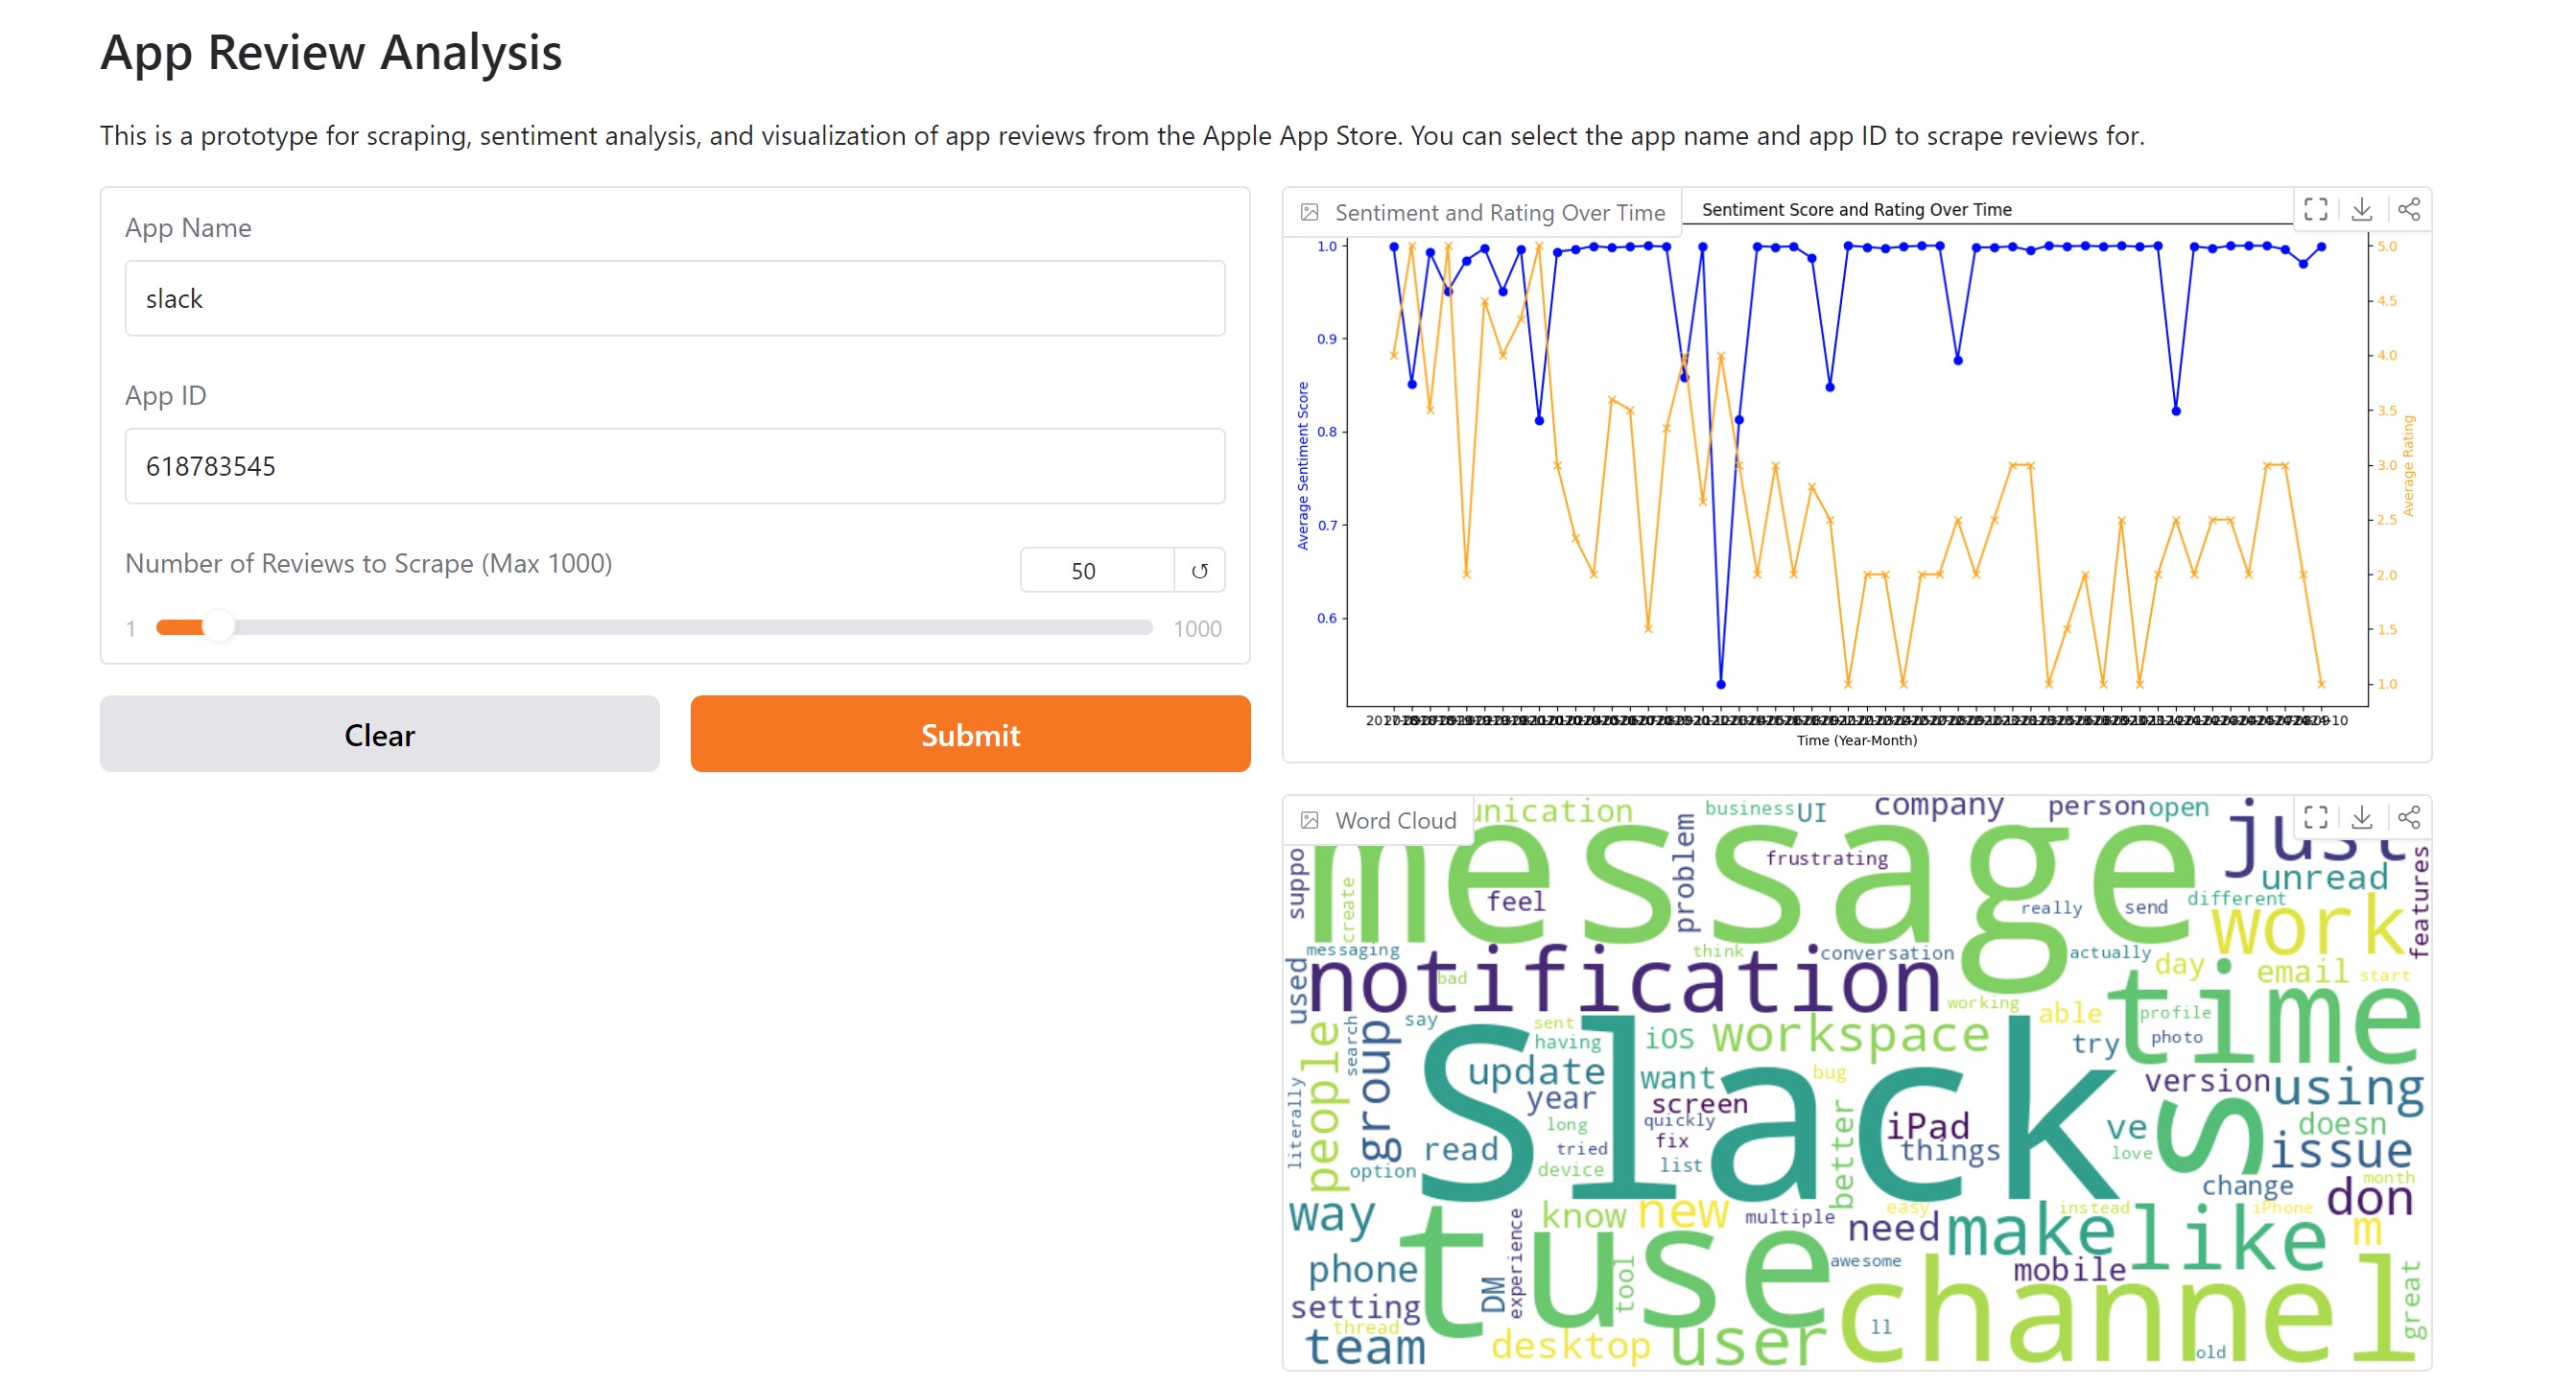 App Review Analysis
This is a prototype for scraping, sentiment analysis, and visualization of app reviews from the Apple App Store. You can select the app name and app ID to scrape reviews for.
App Name
slack
App ID
618783545
Number of Reviews to Scrape (Max 1000)
50
1
1000
Clear
Submit
Sentiment and Rating Over Time
Sentiment Score and Rating Over Time
1.0
0.9
0.8
0.7
0.6
Average Sentiment Score
5.0
4.5
4.0
3.5
3.0
2.5
2.0
1.5
1.0
Average Rating
Time (Year-Month)
Word Cloud
business
UI
company
person
open
just
message
problem
frustrating
unread
features
create
feel
really
send
different
work
messaging
think
conversation
actually
day
email
start
used
notification
bad
working
time
able
profile
people
search
group
say
sent
having
iOS
workspace
try
photo
Slack
update
want
bug
version
using
literally
year
screen
long
quickly
better
iPad
ve
s
doesn
read
tried
fix
things
love
issue
option
device
list
change
month
way
know
new
multiple
easy
need
instead
iPhone
don
make
like
m
t
use
experience
phone
DM
tool
awesome
mobile
channel
great
setting
thread
team
desktop
user
ll
old